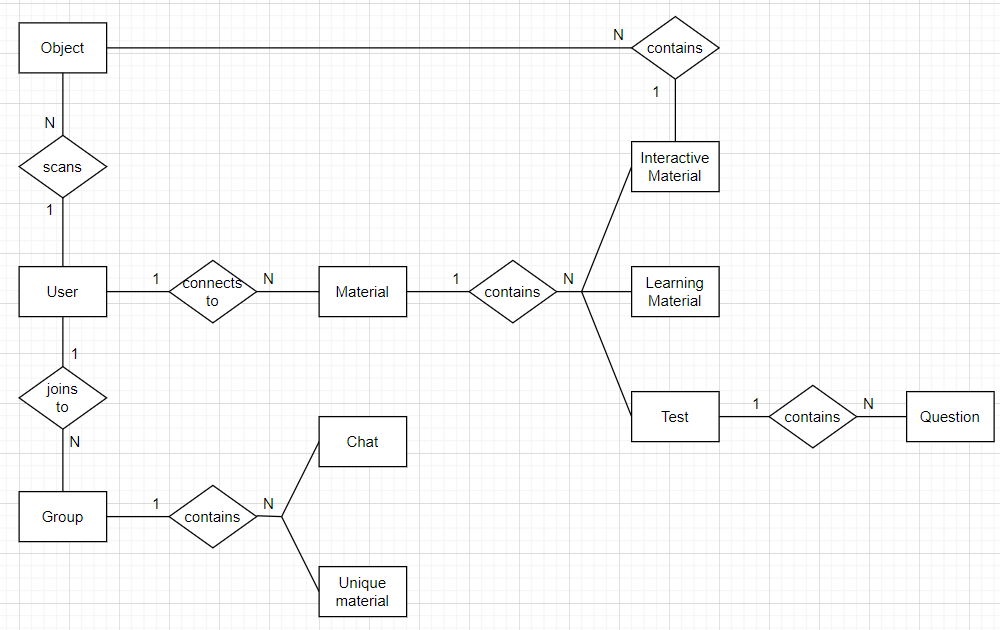 Object
N
contains
1
N
scans
1
Interactive
Material
User
1
connects
to
N
Material
1
contains
N
Learning
Material
1
joins
to
N
Test
1
contains
N
Question
Chat
Group
1
contains
N
Unique
material